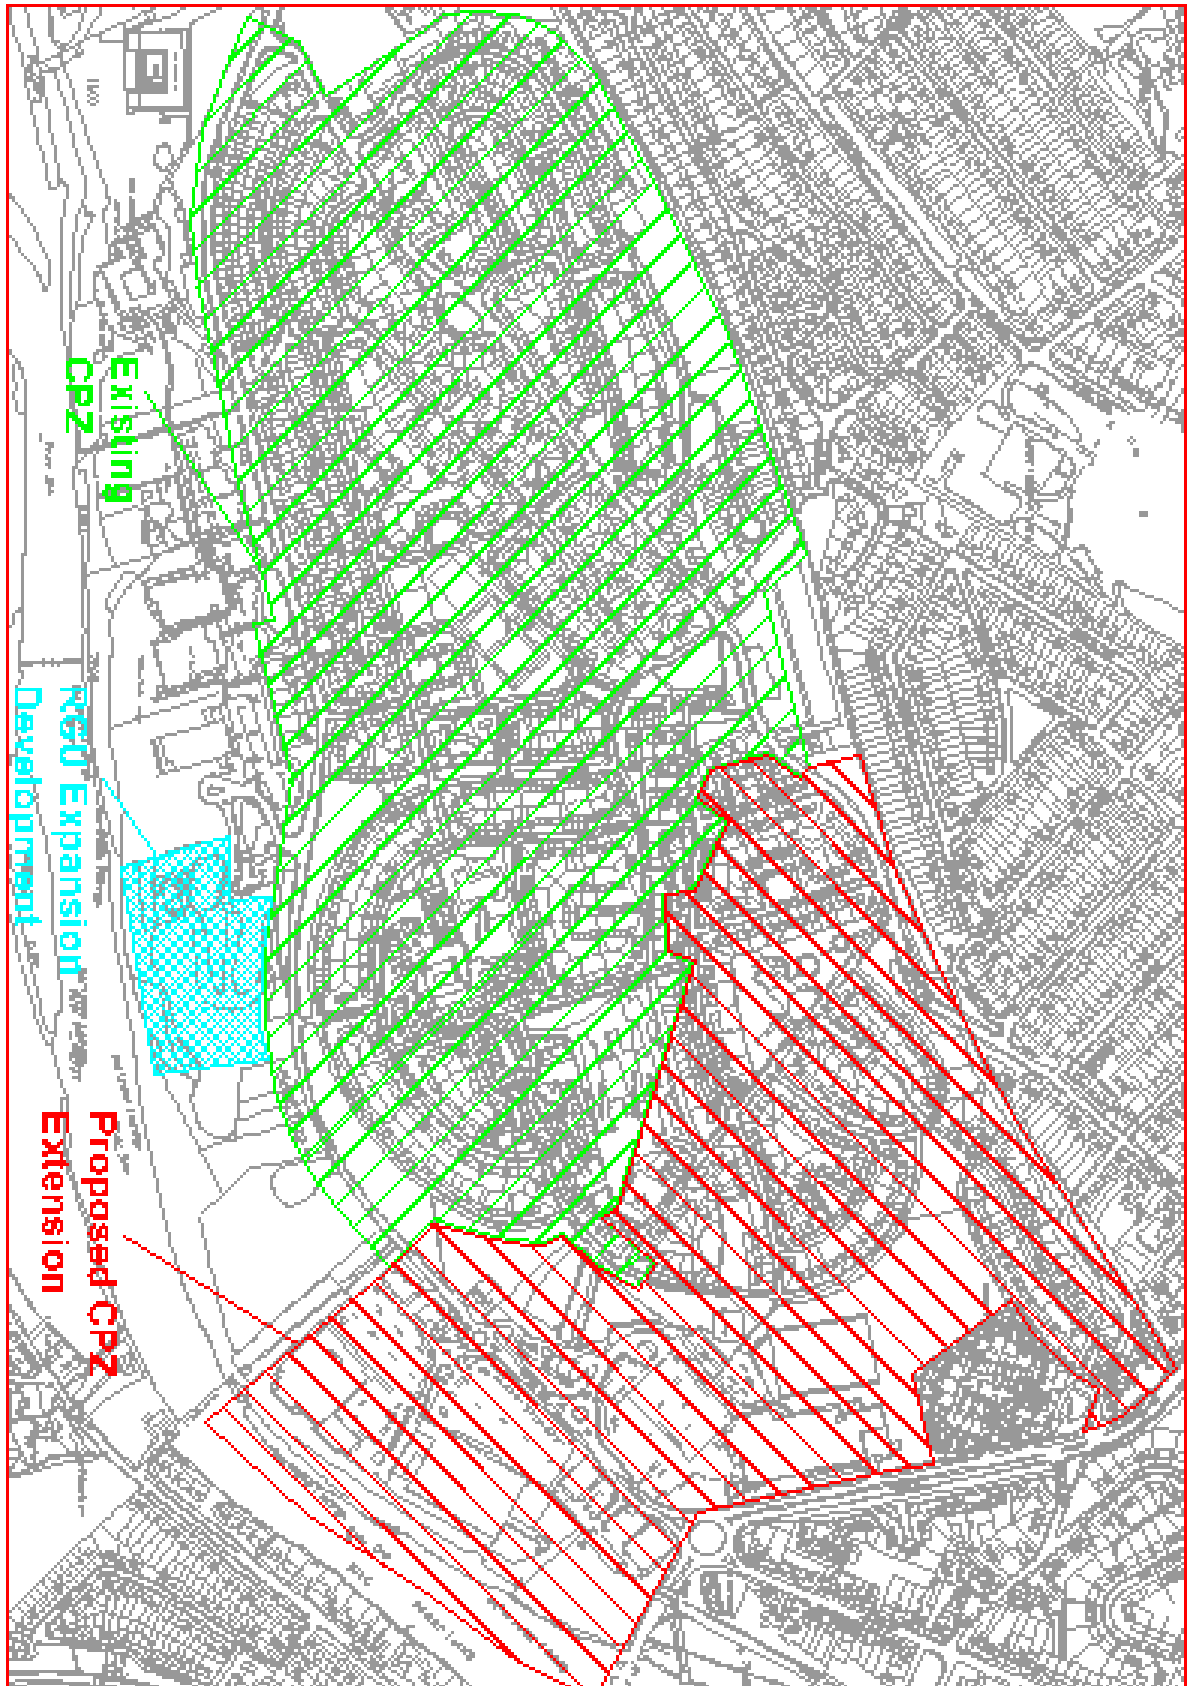 Existing
CPZ
RGU Expansion
Development
Proposed CPZ
Extension